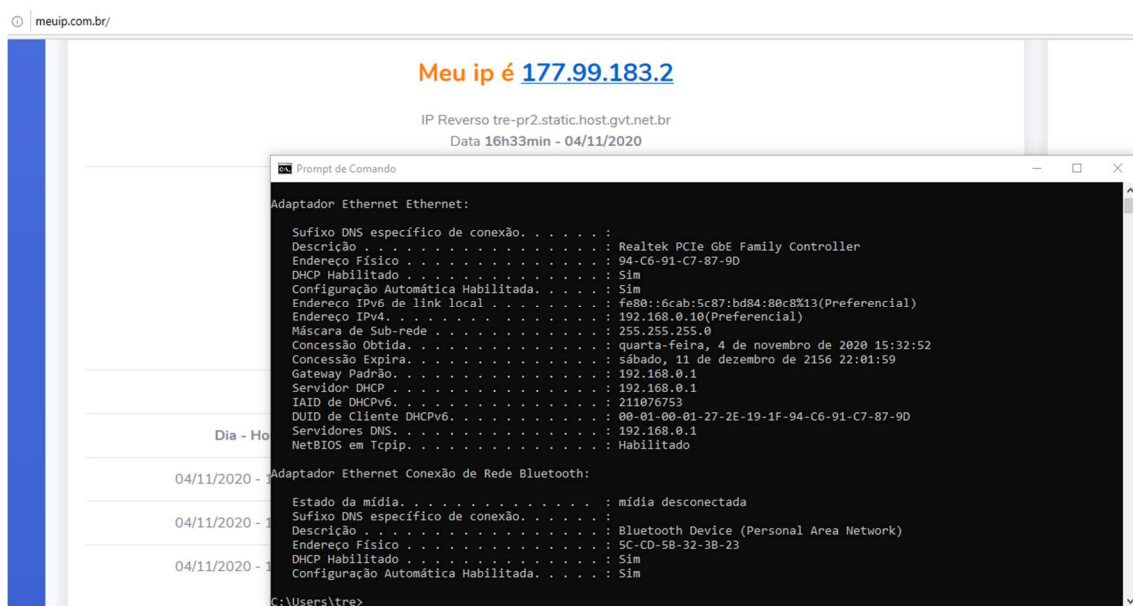 meuip.com.br/
Meu ip é 177.99.183.2
IP Reverso tre-pr2.static.host.gvt.net.br
Data 16h33min - 04/11/2020
Prompt de Comando
Adaptador Ethernet Ethernet:
Sufixo DNS específico de conexão. . . . . . :
Descrição . . . . . . . . . . . . . . . . . : Realtek PCIe GbE Family Controller
Endereço Físico . . . . . . . . . . . . . . : 94-C6-91-C7-87-9D
DHCP Habilitado . . . . . . . . . . . . . . : Sim
Configuração Automática Habilitada. . . . . : Sim
Endereço IPv6 de link local . . . . . . . . : fe80::6cab:5c87:bd84:80c8%13(Preferencial)
Endereço IPv4. . . . . . . . . . . . . . . : 192.168.0.10(Preferencial)
Máscara de Sub-rede . . . . . . . . . . . . : 255.255.255.0
Concessão Obtida. . . . . . . . . . . . . . : quarta-feira, 4 de novembro de 2020 15:32:52
Concessão Expira. . . . . . . . . . . . . . : sábado, 11 de dezembro de 2156 22:01:59
Gateway Padrão. . . . . . . . . . . . . . . : 192.168.0.1
Servidor DHCP . . . . . . . . . . . . . . . : 192.168.0.1
IAID de DHCPv6. . . . . . . . . . . . . . . : 211076753
DUID de Cliente DHCPv6. . . . . . . . . . . : 00-01-00-01-27-2E-19-1F-94-C6-91-C7-87-9D
Servidores DNS. . . . . . . . . . . . . . . : 192.168.0.1
NetBIOS em Tcpip. . . . . . . . . . . . . . : Habilitado
Dia - Ho
Adaptador Ethernet Conexão de Rede Bluetooth:
04/11/2020 - 1
Estado da mídia. . . . . . . . . . . . . . : mídia desconectada
Sufixo DNS específico de conexão. . . . . . :
04/11/2020 - 1
Descrição . . . . . . . . . . . . . . . . . : Bluetooth Device (Personal Area Network)
Endereço Físico . . . . . . . . . . . . . . : 5C-CD-5B-32-3B-23
DHCP Habilitado . . . . . . . . . . . . . . : Sim
04/11/2020 - 1
Configuração Automática Habilitada. . . . . : Sim
C:\Users\tre>